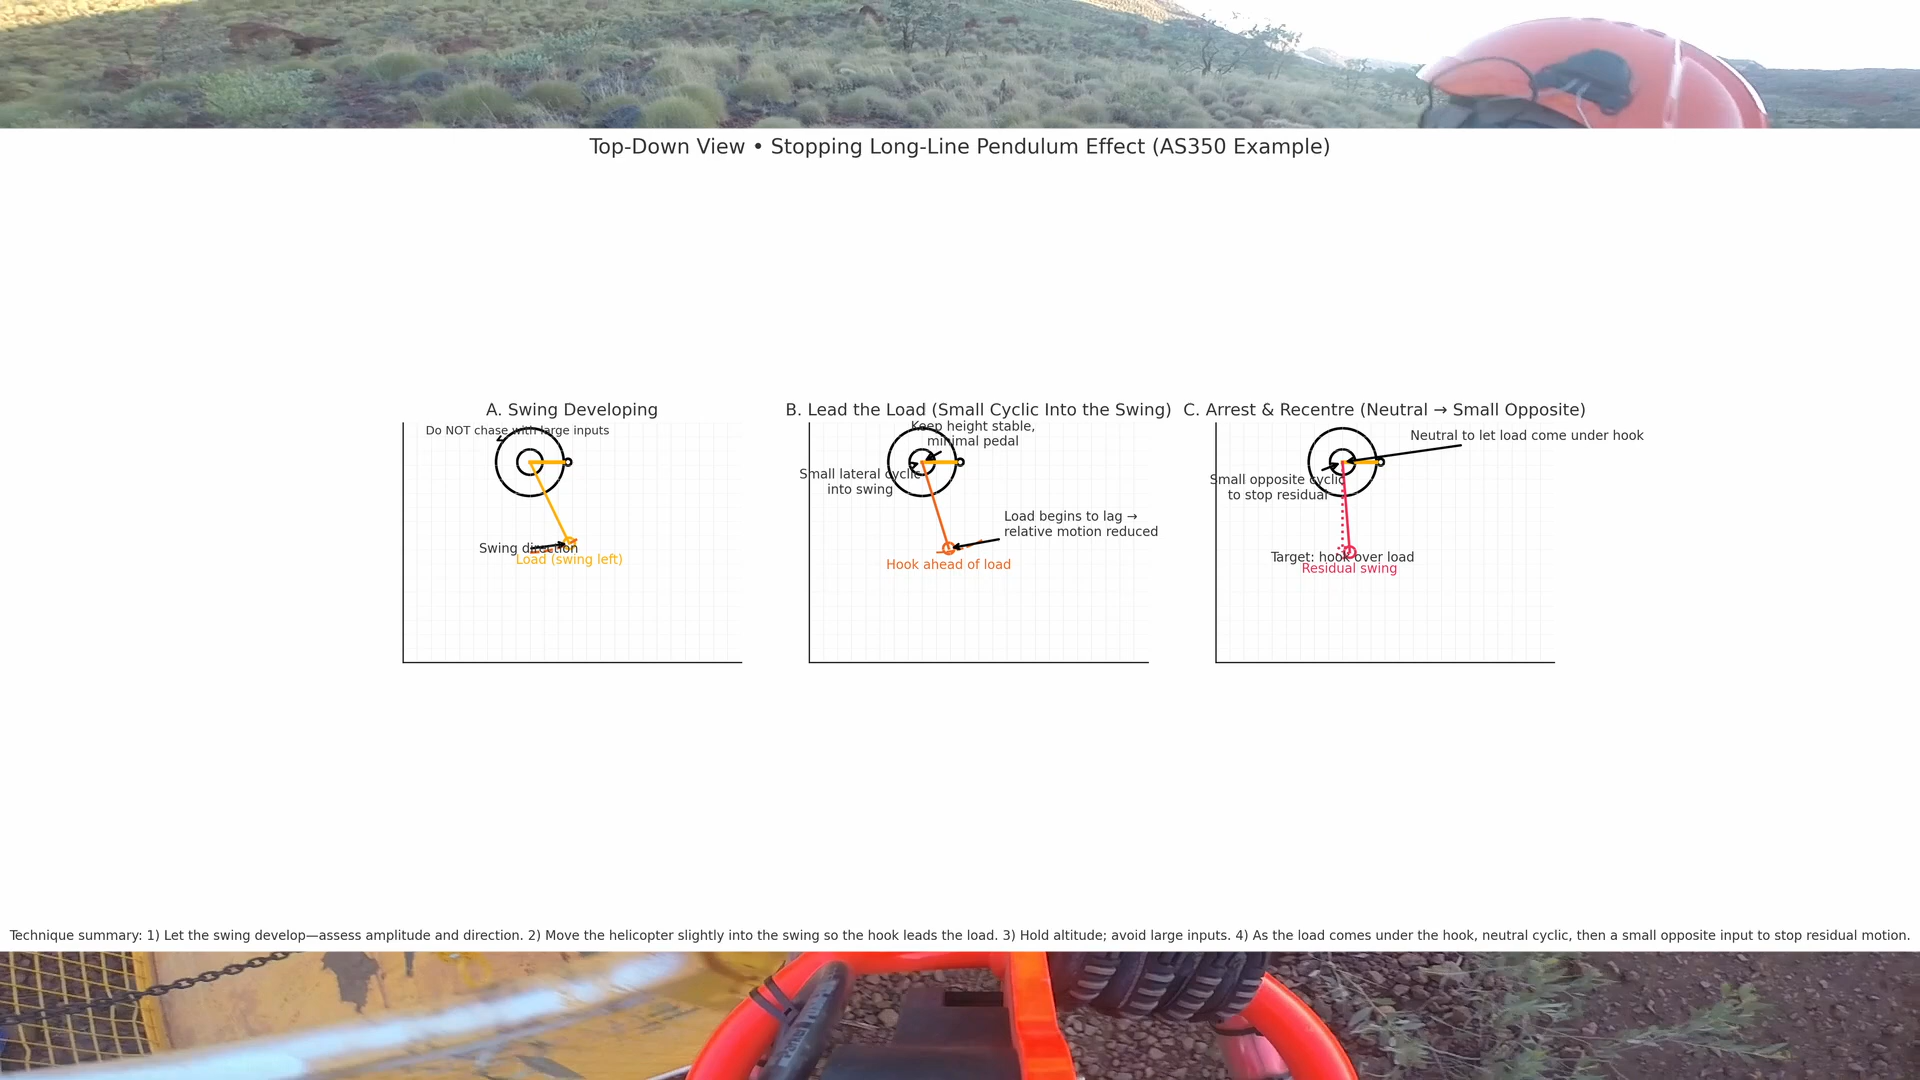 Top-Down View • Stopping Long-Line Pendulum Effect (AS350 Example)
A. Swing Developing
Do NOT chase with large inputs
Swing direction
Load (swing left)
B. Lead the Load (Small Cyclic Into the Swing)
Keep height stable,
minimal pedal
Small lateral cyclic
into swing
Load begins to lag →
relative motion reduced
Hook ahead of load
C. Arrest & Recentre (Neutral → Small Opposite)
Neutral to let load come under hook
Small opposite cyclic
to stop residual
Target: hook over load
Residual swing
Technique summary: 1) Let the swing develop—assess amplitude and direction. 2) Move the helicopter slightly into the swing so the hook leads the load. 3) Hold altitude; avoid large inputs. 4) As the load comes under the hook, neutral cyclic, then a small opposite input to stop residual motion.